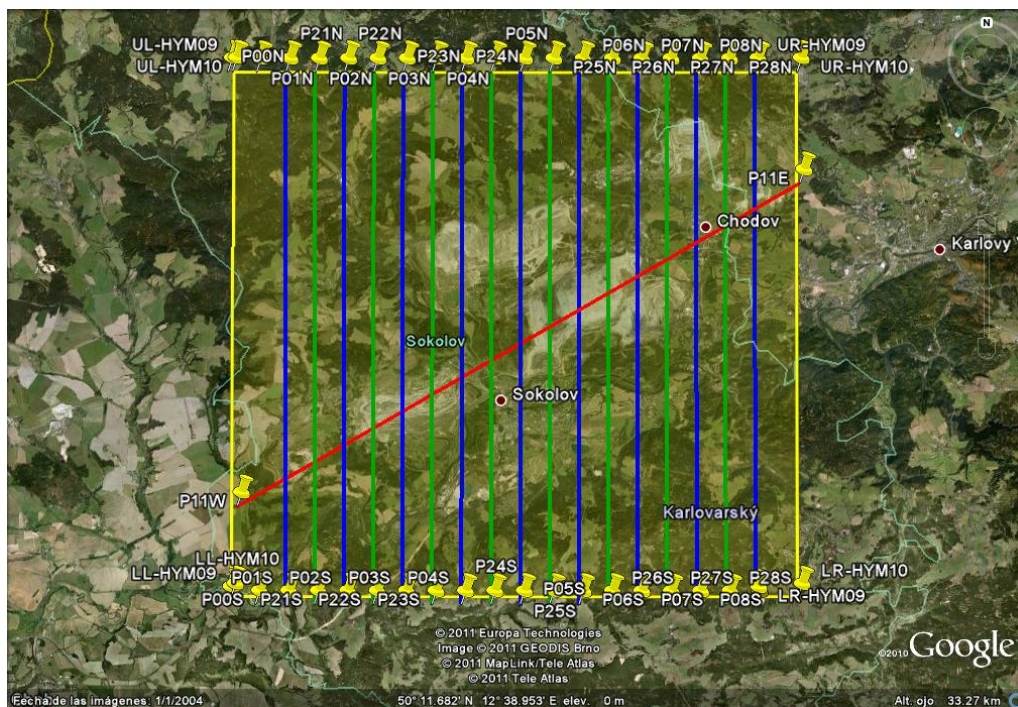 P21N P22N P05N
UL-HYM09 P00N P23N P24N P06N P07N P08N UR-HYM09
UL-HYM10 P01N P02N P03N P04N P25N P26N P27N P28N UR-HYM10
N
P11E
Chodov
Karlovy V
Sokolov
Sokolov
P11W
Karlovarský
LL-HYM10 P24S LR-HYM10
LL-HYM09 P01S P02S P03S P04S P05S P26S P27S P28S
P00S P21S P22S P23S P25S P06S P07S P08S LR-HYM09
© 2011 Europa Technologies
Image © 2011 GEODIS Brno
© 2011 MapLink/Tele Atlas
© 2011 Tele Atlas
©2010 Google
Fecha de las imágenes: 1/1/2004 50° 11.682' N 12° 38.953' E elev. 0 m Alt. ojo 33.27 km